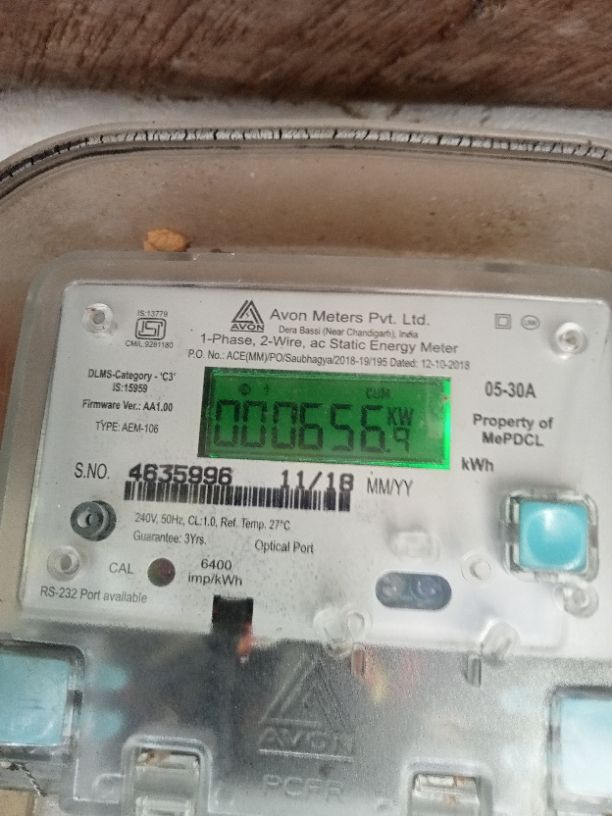 IS:13779
ISI
CM/L:9281180
AVON
Avon Meters Pvt. Ltd.
Dera Bassi (Near Chandigarh), India
1-Phase, 2-Wire, ac Static Energy Meter
P.O. No.: ACE(MM)/PO/Saubhagya/2018-19/195 Dated: 12-10-2018
DLMS-Category - 'C3'
IS:15959
Firmware Ver.: AA1.00
TYPE: AEM-106
CUM
000656.9 KW
05-30A
Property of
MePDCL
kWh
S.NO. 4635996 11/18 MM/YY
240V, 50Hz, CL:1.0, Ref. Temp. 27°C
Guarantee: 3Yrs.
Optical Port
CAL
6400
imp/kWh
RS-232 Port available
AVON
PCFR